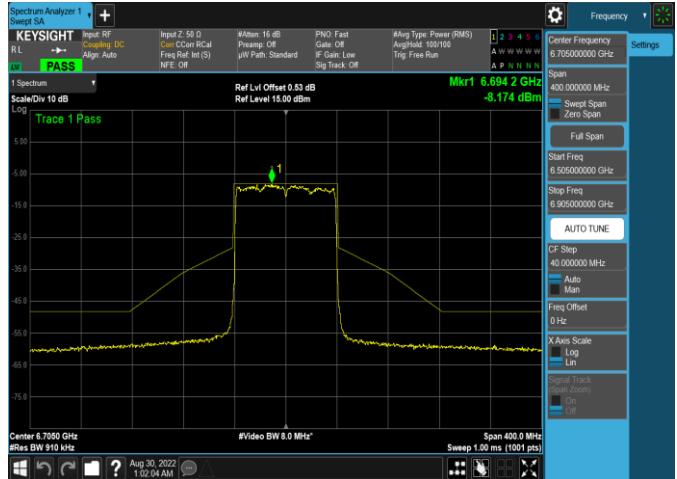 Spectrum Analyzer 1
Swept SA
Frequency
KEYSIGHT
RL
PASS
Input: RF
Coupling: DC
Align: Auto
Input Z: 50 Ω
Corr CCorr RCal
Freq Ref: Int (S)
NFE: Off
#Atten: 16 dB
Preamp: Off
µW Path: Standard
PNO: Fast
Gate: Off
IF Gain: Low
Sig Track: Off
#Avg Type: Power (RMS)
Avg|Hold: 100/100
Trig: Free Run
1 2 3 4 5 6
A W W W W W
A P N N N N
1 Spectrum
Scale/Div 10 dB
Ref Lvl Offset 0.53 dB
Ref Level 15.00 dBm
Mkr1 6.694 2 GHz
-8.174 dBm
Log
Trace 1 Pass
1
5.00
-5.00
-15.0
-25.0
-35.0
-45.0
-55.0
-65.0
-75.0
Center 6.7050 GHz
#Res BW 910 kHz
#Video BW 8.0 MHz*
Span 400.0 MHz
Sweep 1.00 ms (1001 pts)
Aug 30, 2022
1:02:04 AM
Center Frequency
6.705000000 GHz
Settings
Span
400.000000 MHz
Swept Span
Zero Span
Full Span
Start Freq
6.505000000 GHz
Stop Freq
6.905000000 GHz
AUTO TUNE
CF Step
40.000000 MHz
Auto
Man
Freq Offset
0 Hz
X Axis Scale
Log
Lin
Signal Track
(Span Zoom)
On
Off